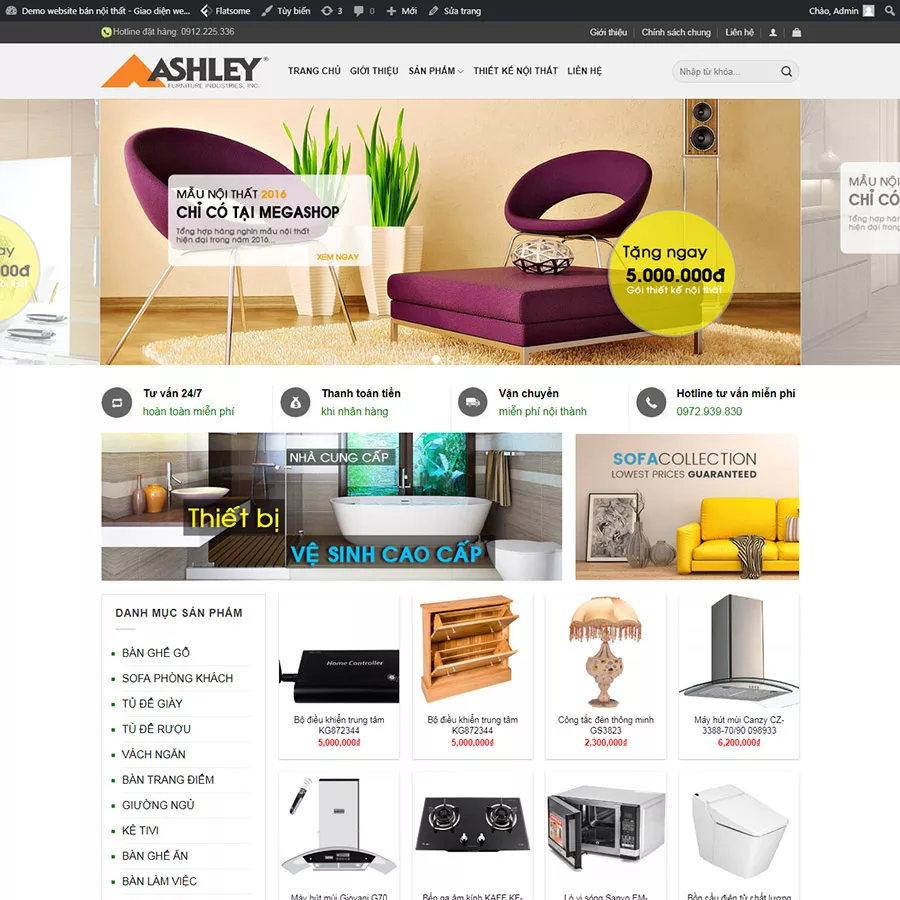 Demo website bán nội thất - Giao diện we...
Flatsome
Tùy biến
3
0
Mới
Sửa trang
Chào, Admin
Hotline đặt hàng: 0912.225.336
Giới thiệu
Chính sách chung
Liên hệ
ASHLEY®
FURNITURE INDUSTRIES, INC.
TRANG CHỦ
GIỚI THIỆU
SẢN PHẨM
THIẾT KẾ NỘI THẤT
LIÊN HỆ
Nhập từ khóa...
MẪU NỘI THẤT 2016
CHỈ CÓ TẠI MEGASHOP
Tổng hợp hàng nghìn mẫu nội thất
hiện đại trong năm 2016...
XEM NGAY
Tặng ngay
5.000.000đ
Gói thiết kế nội thất
MẪU NỘI
CHỈ CÓ
Tổng hợp
hiện đại
Tư vấn 24/7
hoàn toàn miễn phí
Thanh toán tiền
khi nhân hàng
Vận chuyển
miễn phí nội thành
Hotline tư vấn miễn phí
0972.939.830
NHÀ CUNG CẤP
Thiết bị
VỆ SINH CAO CẤP
SOFACOLLECTION
LOWEST PRICES GUARANTEED
DANH MỤC SẢN PHẨM
BÀN GHẾ GỖ
SOFA PHÒNG KHÁCH
TỦ ĐỂ GIÀY
TỦ ĐỂ RƯỢU
VÁCH NGĂN
BÀN TRANG ĐIỂM
GIƯỜNG NGỦ
KỆ TIVI
BÀN GHẾ ĂN
BÀN LÀM VIỆC
Home Controller
Bộ điều khiển trung tâm
KG872344
5,000,000₫
Bộ điều khiển trung tâm
KG872344
5,000,000₫
Công tắc đèn thông minh
GS3823
2,300,000₫
Máy hút mùi Canzy CZ-
3388-70/90 098933
6,200,000₫
Máy hút mùi Giovani G70
Bếp ga âm kính KAFF KF-
Lò vi sóng Sanyo EM-
Bồn cầu điện tử chất lượng